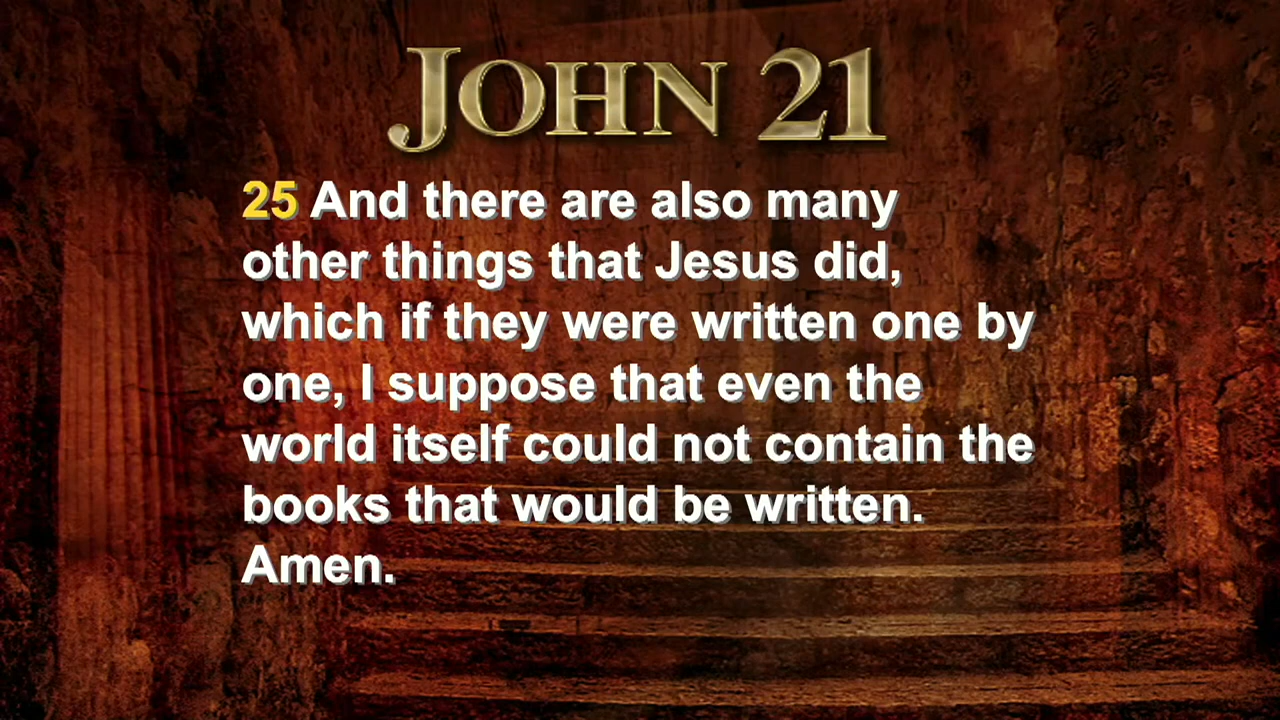 JOHN 21
25 And there are also many
other things that Jesus did,
which if they were written one by
one, I suppose that even the
world itself could not contain the
books that would be written.
Amen.